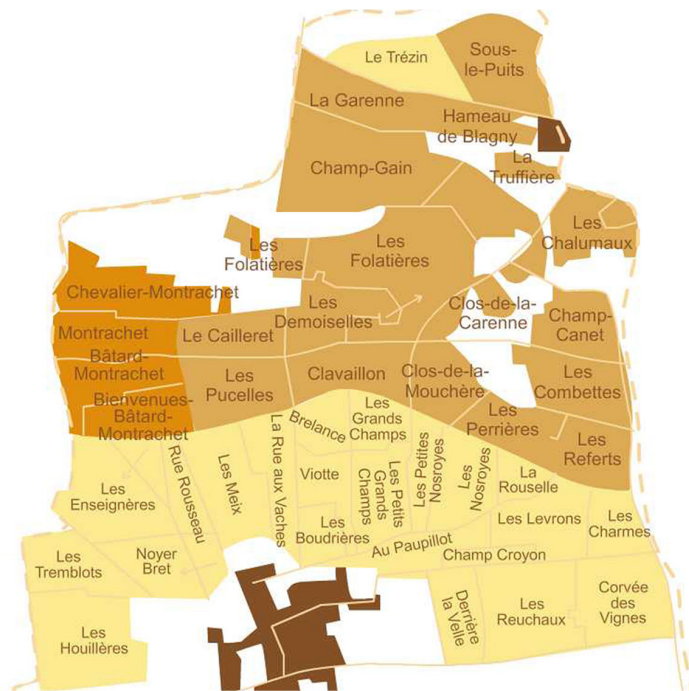 Le Trézin
Sous-
le-Puits
La Garenne
Hameau
de Blagny
La
Truffière
Champ-Gain
Les
Chalumaux
Les
Folatières
Les
Folatières
Chevalier-Montrachet
Les
Demoiselles
Clos-de-la-
Carenne
Champ-
Canet
Montrachet
Le Cailleret
Bâtard-
Montrachet
Les
Pucelles
Clavaillon
Clos-de-la-
Mouchère
Les
Combettes
Bienvenues-
Bâtard-
Montrachet
Les
Perrières
Les
Referts
Brelance
Les
Grands
Champs
La Rue aux Vaches
Rue Rousseau
Les Meix
Viotte
Les Petits
Grands
Champs
Les Petites
Nosroyes
Les
Nosroyes
La
Rouselle
Les
Enseignères
Les
Boudrières
Les Levrons
Les
Charmes
Au Paupillot
Champ Croyon
Les
Tremblots
Noyer
Bret
Derrière
la Velle
Les
Reuchaux
Corvée
des
Vignes
Les
Houillères